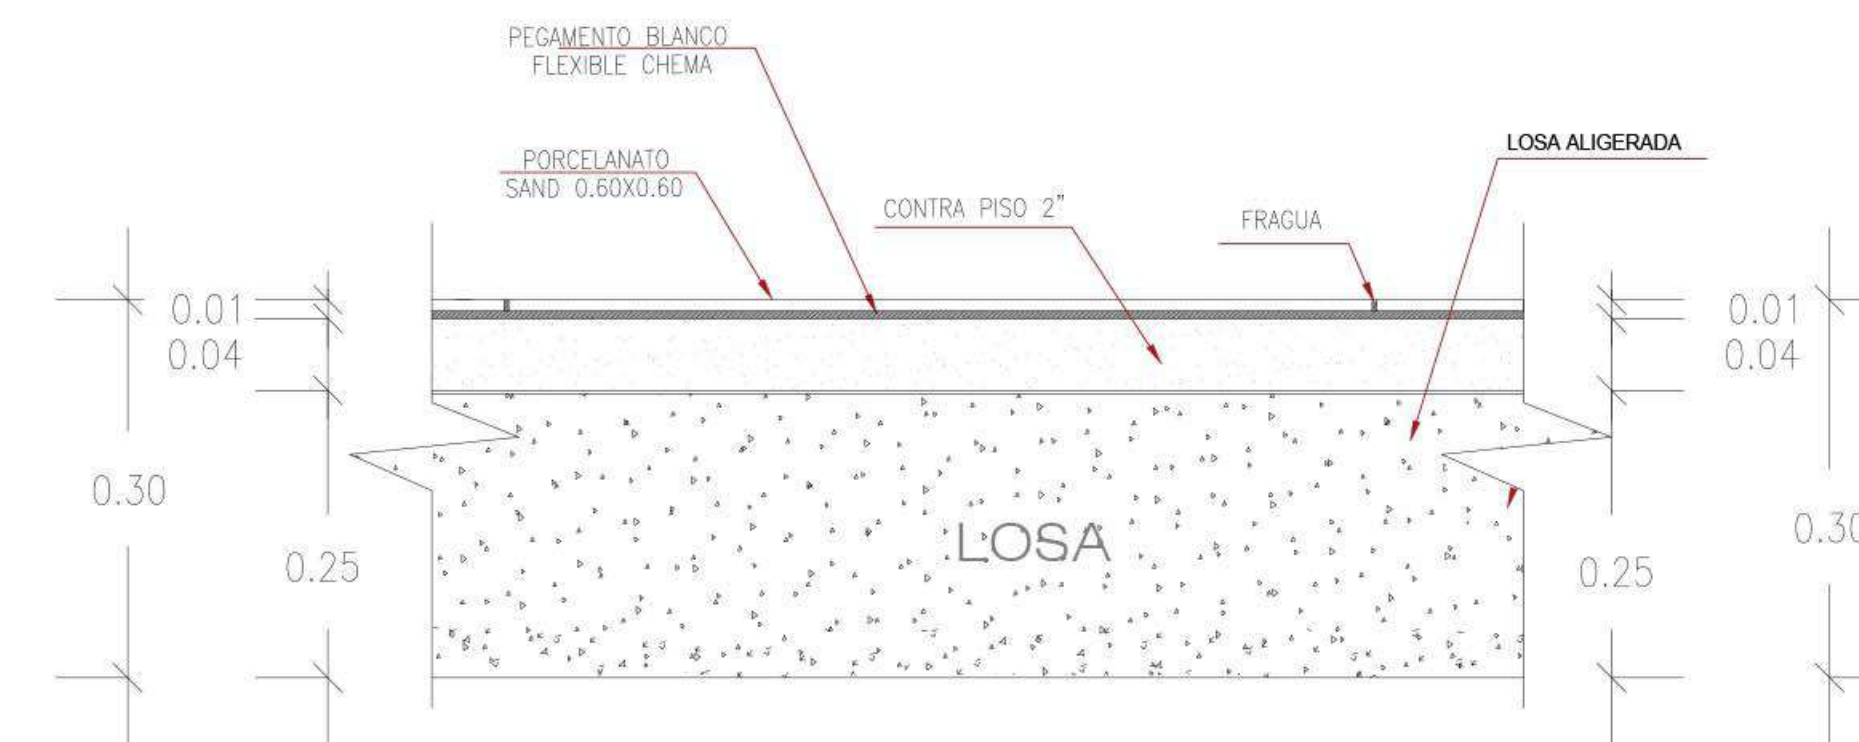 PEGAMENTO BLANCO
FLEXIBLE CHEMA
PORCELANATO
SAND 0.60X0.60
CONTRA PISO 2"
FRAGUA
LOSA ALIGERADA
0.01
0.04
0.30
0.25
LOSA
0.01
0.04
0.25
0.30